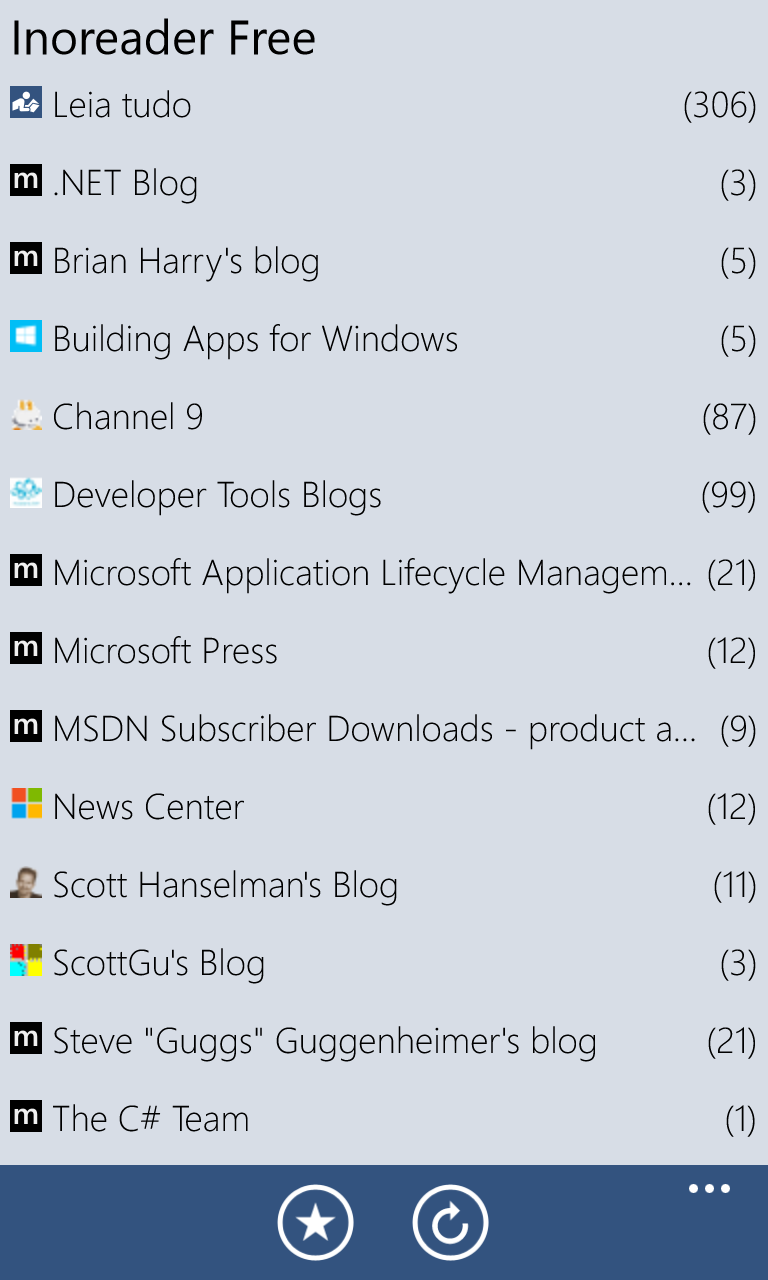 Inoreader Free
Leia tudo (306)
m .NET Blog (3)
m Brian Harry's blog (5)
Building Apps for Windows (5)
Channel 9 (87)
Developer Tools Blogs (99)
m Microsoft Application Lifecycle Managem... (21)
m Microsoft Press (12)
m MSDN Subscriber Downloads - product a... (9)
News Center (12)
Scott Hanselman's Blog (11)
ScottGu's Blog (3)
m Steve "Guggs" Guggenheimer's blog (21)
m The C# Team (1)